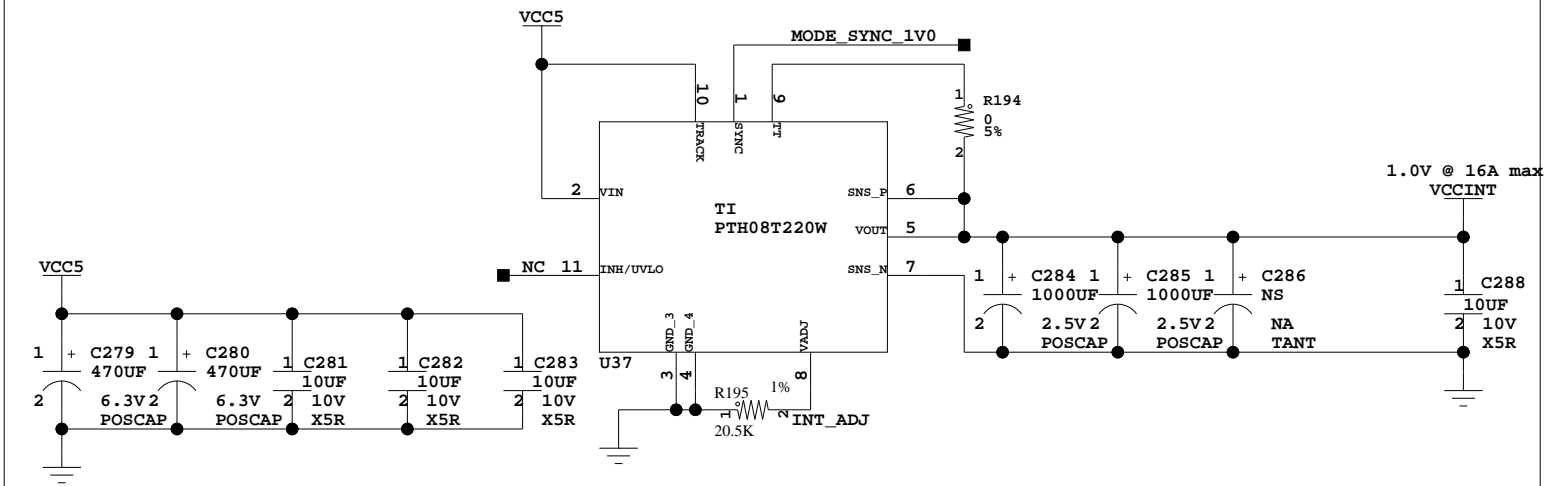 VCC5
MODE_SYNC_1V0
10
1
9
TRACK
SYNC
TT
1
R194
0
5%
2
2
VIN
TI
PTH08T220W
SNS_P
6
VOUT
5
SNS_N
7
NC
11
INH/UVLO
GND_3
GND_4
VADJ
U37
3
4
8
R195
1%
1
2
INT_ADJ
20.5K
1.0V @ 16A max
VCCINT
1
+
C284
1000UF
2
2.5V
POSCAP
1
+
C285
1000UF
2
2.5V
POSCAP
1
+
C286
NS
2
NA
TANT
1
C288
10UF
2
10V
X5R
VCC5
1
+
C279
470UF
2
6.3V
POSCAP
1
+
C280
470UF
2
6.3V
POSCAP
1
C281
10UF
2
10V
X5R
1
C282
10UF
2
10V
X5R
1
C283
10UF
2
10V
X5R